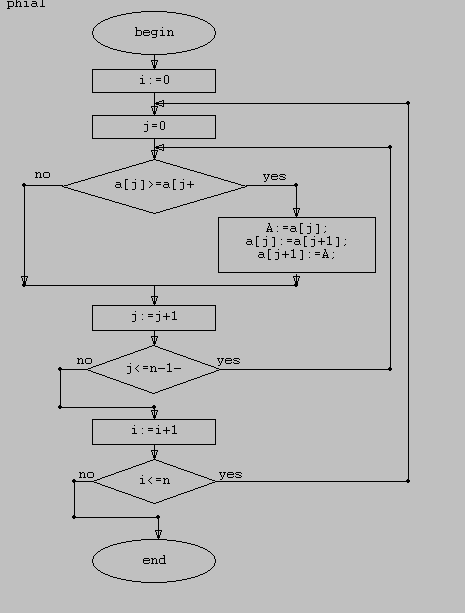 phial
begin
i:=0
j=0
no
a[j]>=a[j+
yes
A:=a[j];
a[j]:=a[j+1];
a[j+1]:=A;
j:=j+1
no
j<=n-1-
yes
i:=i+1
no
i<=n
yes
end